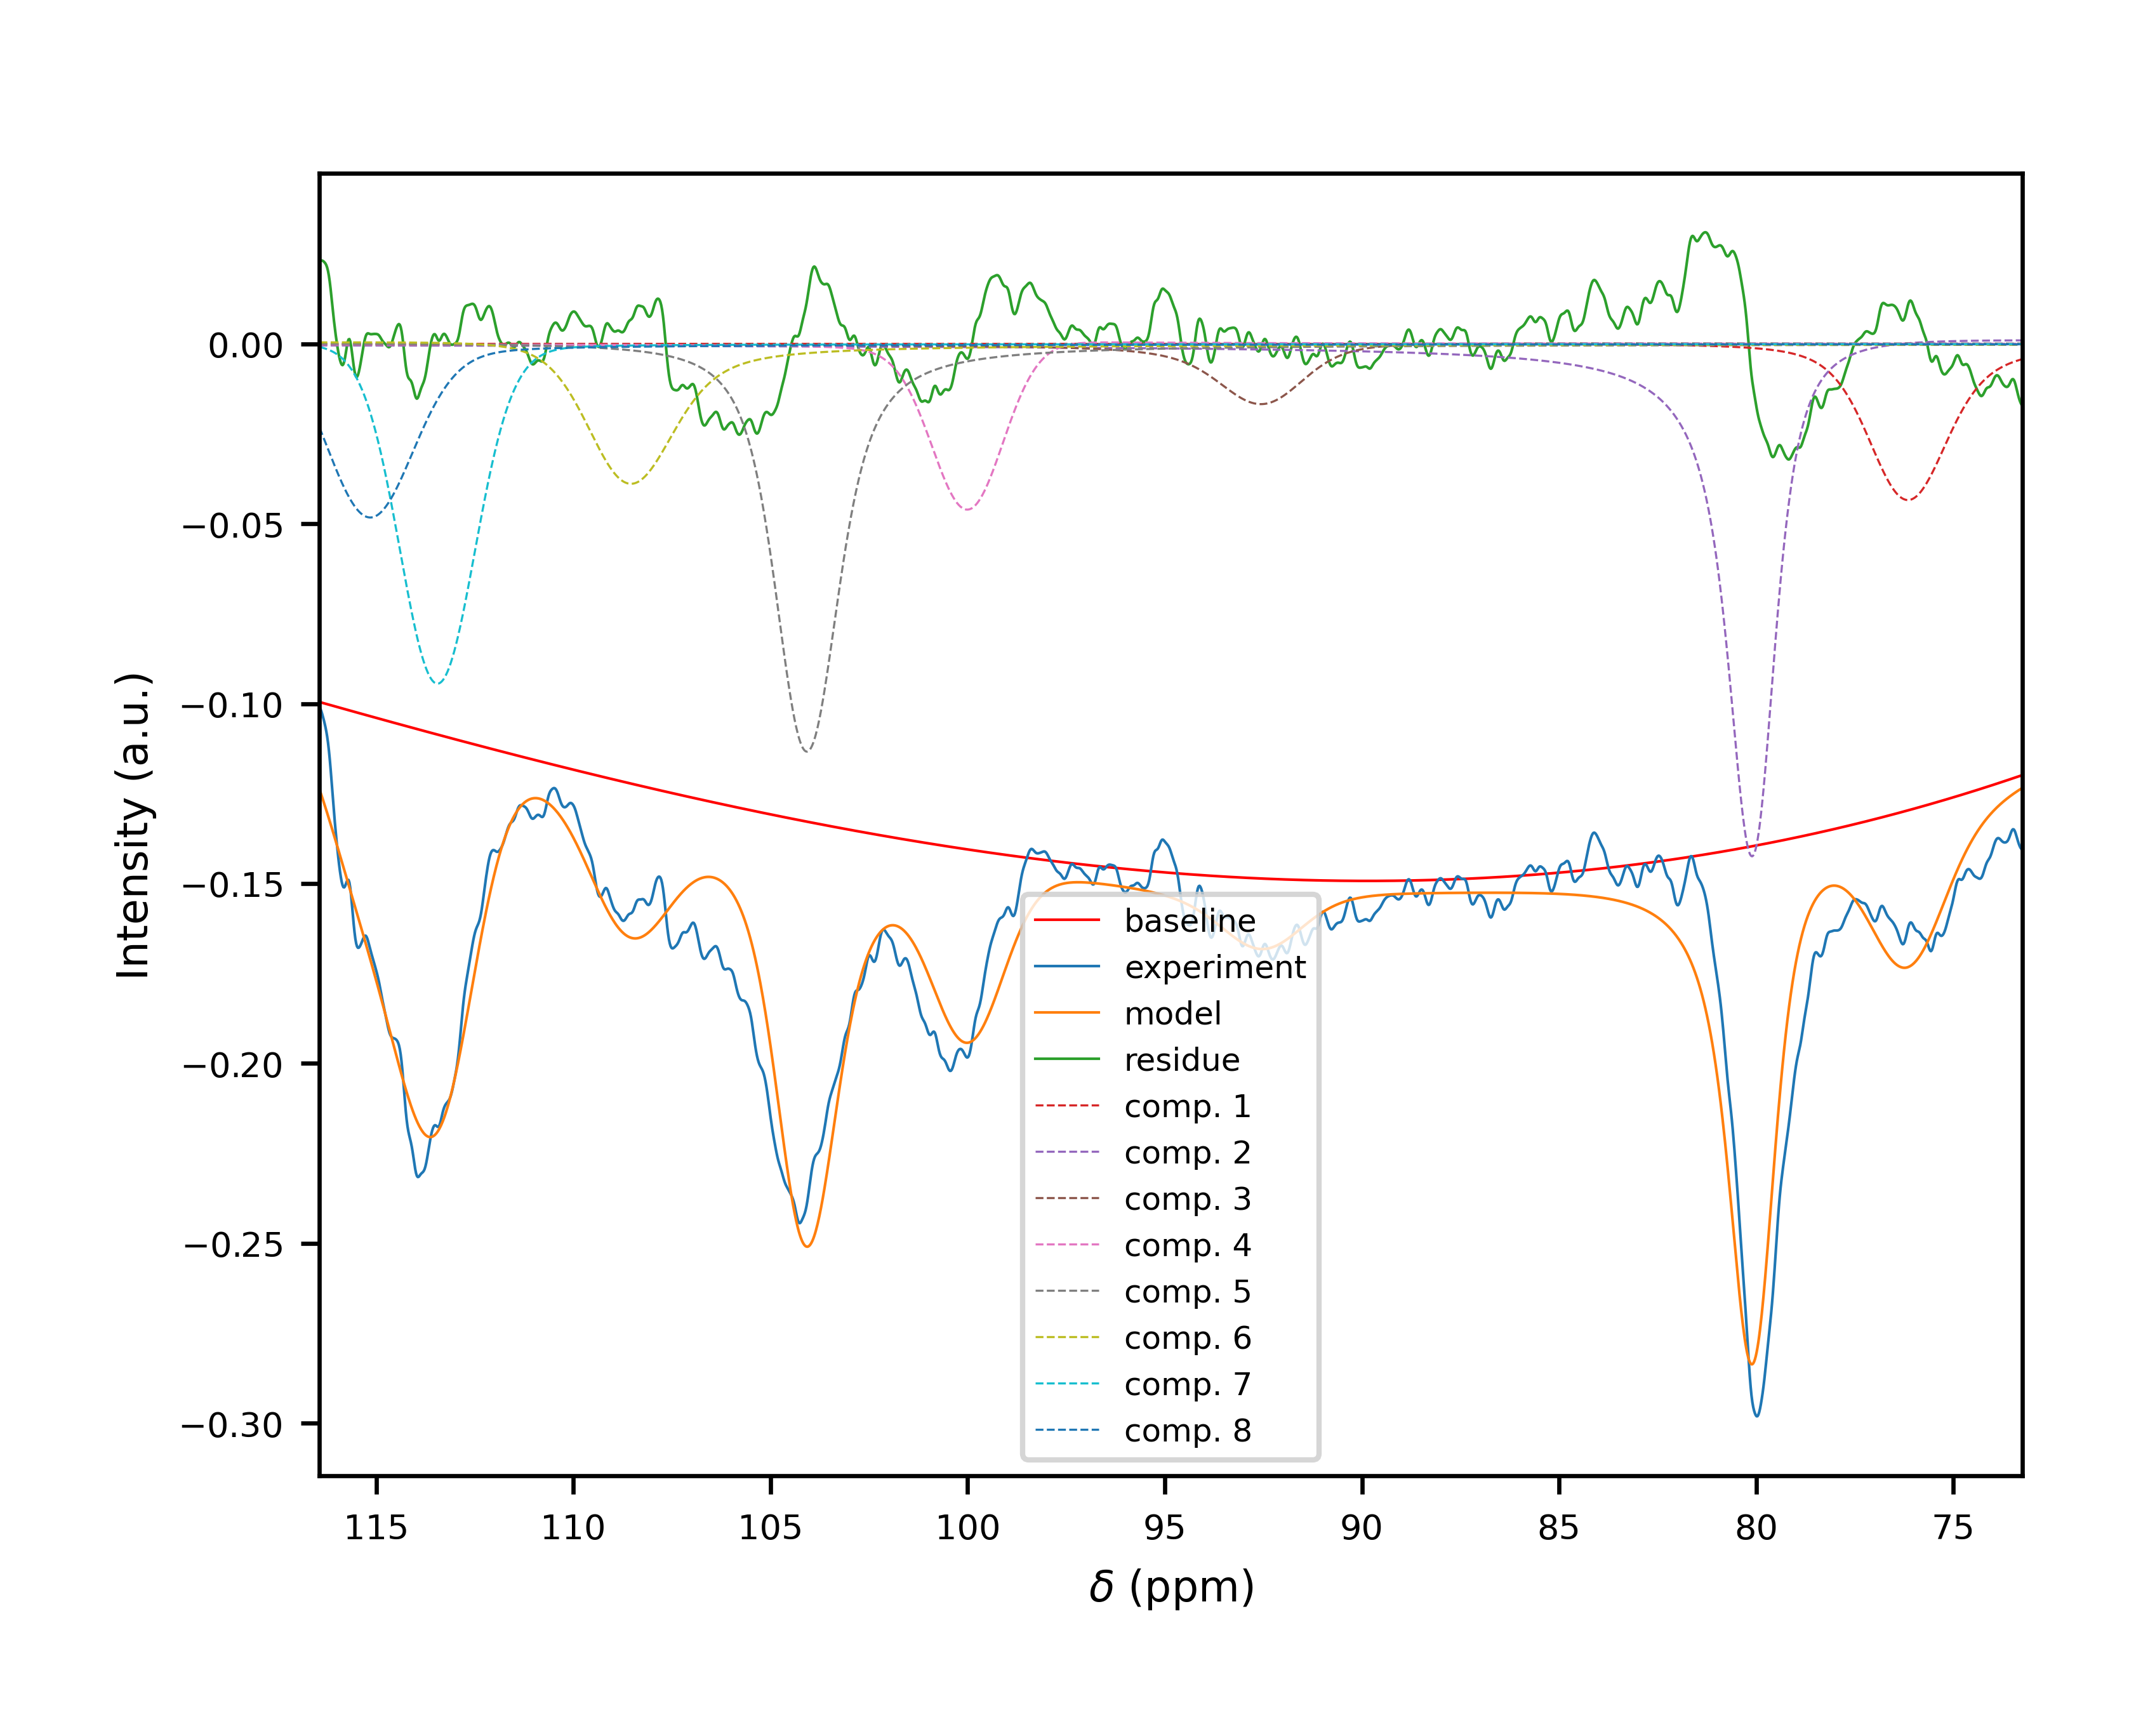 0.00
−0.05
−0.10
−0.15
−0.20
−0.25
−0.30
Intensity (a.u.)
baseline
experiment
model
residue
comp. 1
comp. 2
comp. 3
comp. 4
comp. 5
comp. 6
comp. 7
comp. 8
115 110 105 100 95 90 85 80 75
δ (ppm)